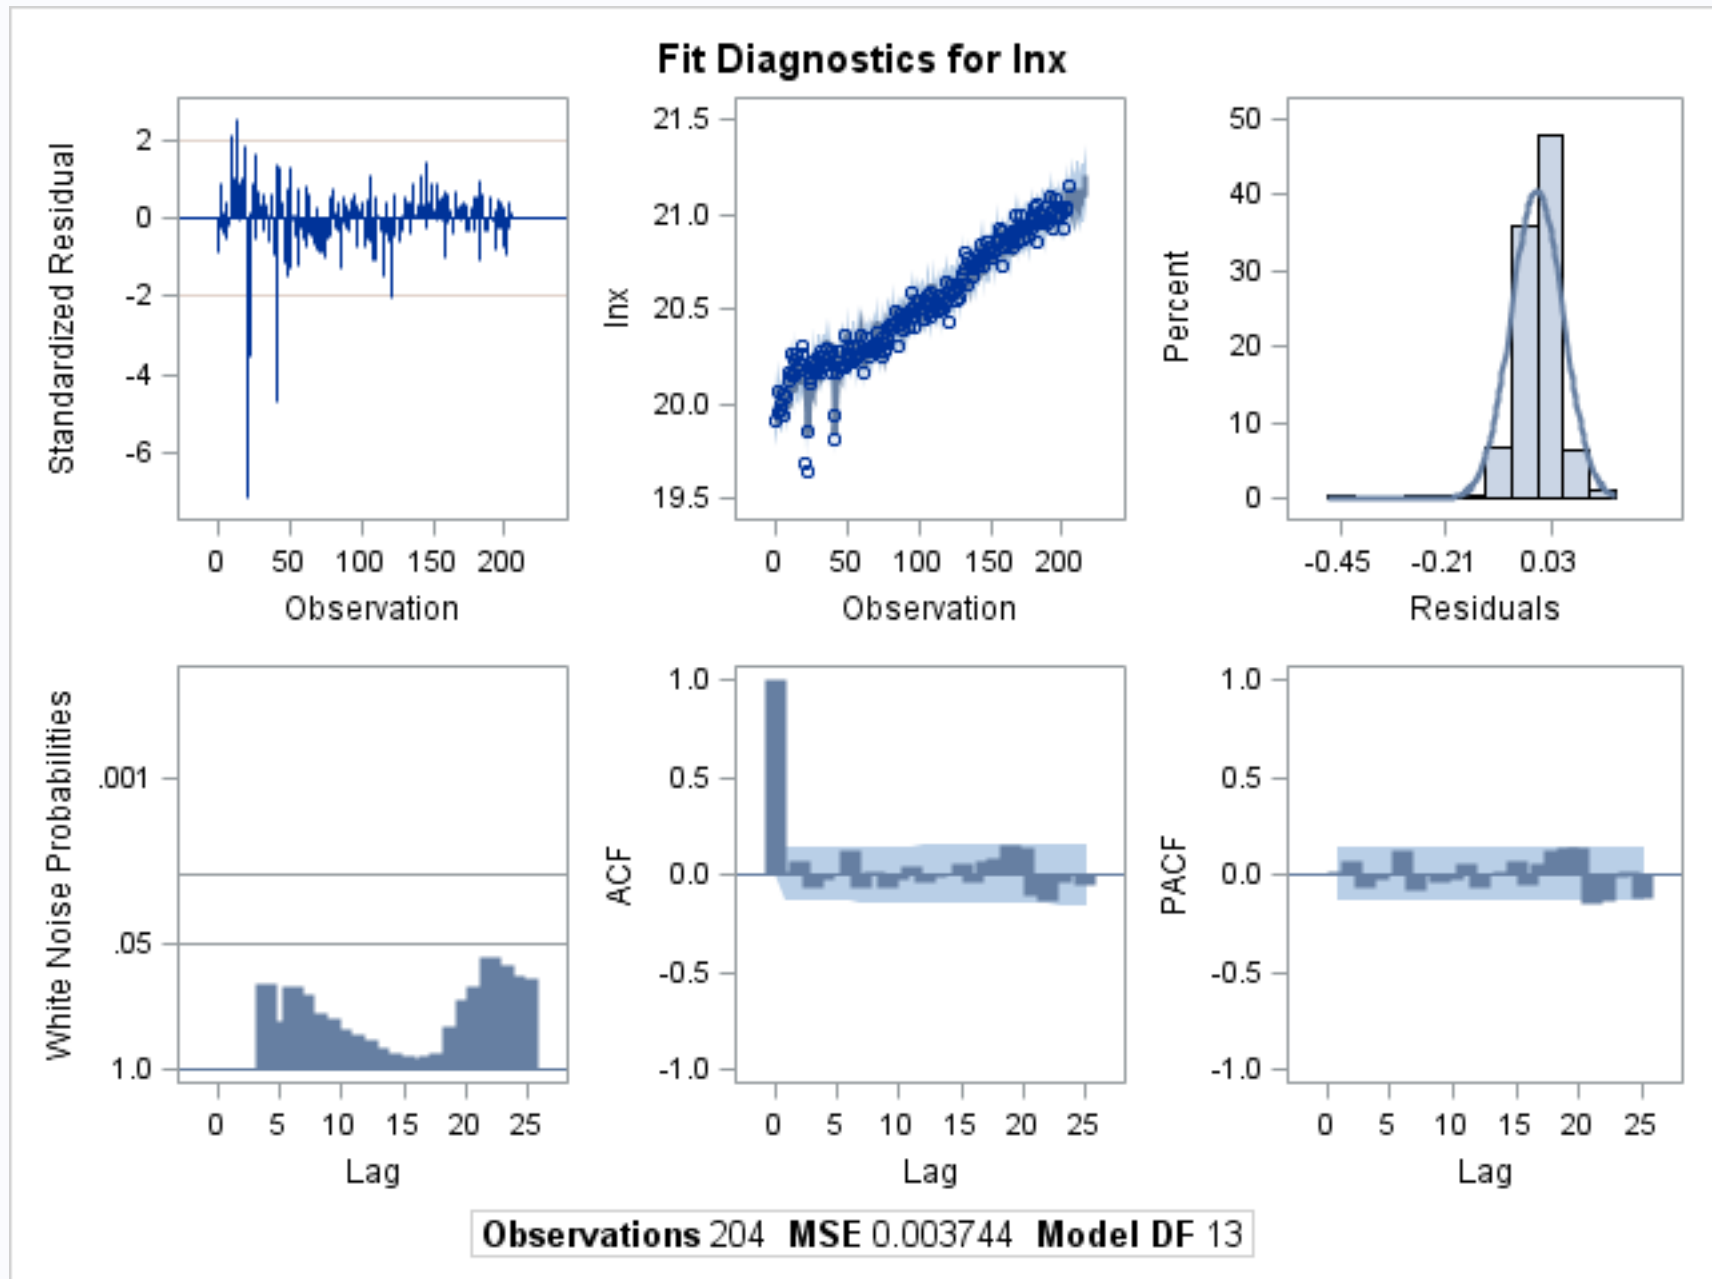 Fit Diagnostics for lnx
Standardized Residual
2
0
-2
-4
-6
0 50 100 150 200
Observation
lnx
21.5
21.0
20.5
20.0
19.5
0 50 100 150 200
Observation
Percent
50
40
30
20
10
0
-0.45 -0.21 0.03
Residuals
White Noise Probabilities
.001
.05
1.0
0 5 10 15 20 25
Lag
ACF
1.0
0.5
0.0
-0.5
-1.0
0 5 10 15 20 25
Lag
PACF
1.0
0.5
0.0
-0.5
-1.0
0 5 10 15 20 25
Lag
Observations 204 MSE 0.003744 Model DF 13